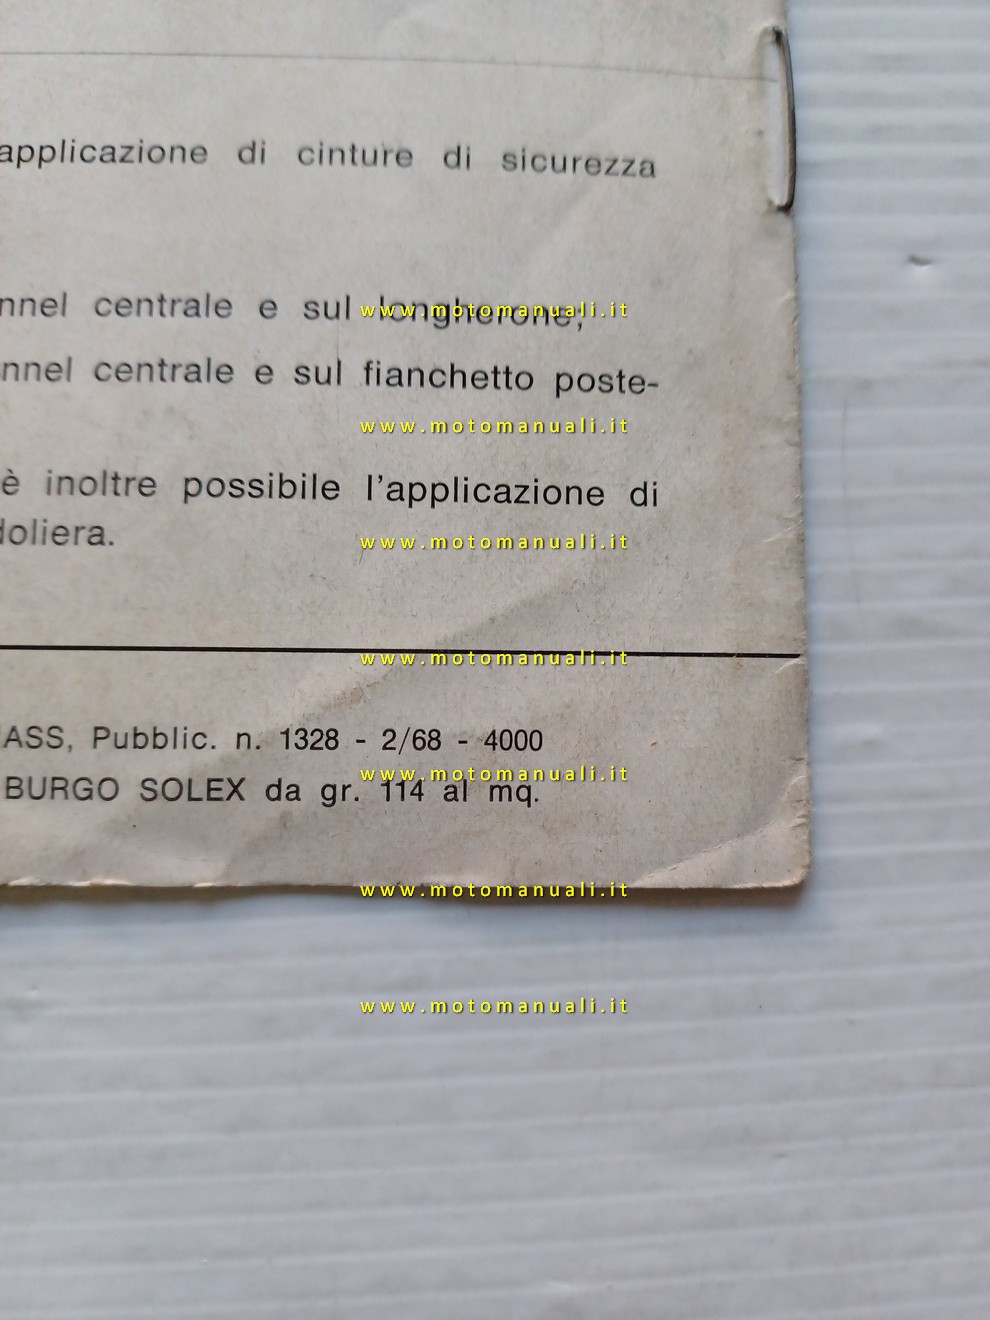 applicazione di cinture di sicurezza
nnel centrale e sul longherone;
www.motomanuali.it
nnel centrale e sul fianchetto poste-
www.motomanuali.it
è inoltre possibile l'applicazione di
doliera.
www.motomanuali.it
www.motomanuali.it
ASS, Pubblic. n. 1328 - 2/68 - 4000
www.motomanuali.it
BURGO SOLEX da gr. 114 al mq.
www.motomanuali.it
www.motomanuali.it